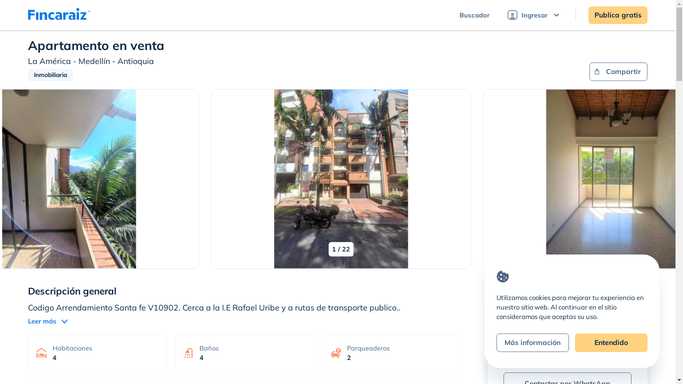 Fincaraiz
Buscador
Ingresar
Publica gratis
Apartamento en venta
La América - Medellín - Antioquia
Inmobiliaria
Compartir
1 / 22
Descripción general
Codigo Arrendamiento Santa fe V10902. Cerca a la I.E Rafael Uribe y a rutas de transporte publico..
Leer más
Habitaciones
4
Baños
4
Parqueaderos
2
Utilizamos cookies para mejorar tu experiencia en
nuestro sitio web. Al continuar en el sitio
consideramos que aceptas su uso.
Más información
Entendido
Contactar por WhatsApp